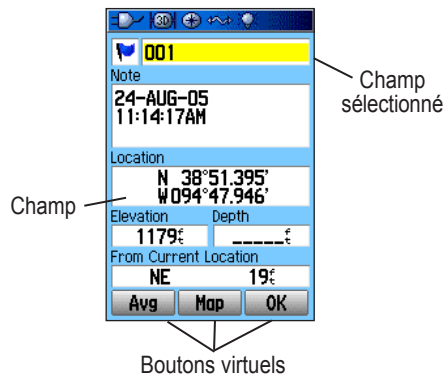 3D
001
Note
24-AUG-05
11:14:17AM
Location
N 38°51.395'
W094°47.946'
Elevation Depth
1179ft _____ft
From Current Location
NE 19ft
Avg Map OK
Champ sélectionné
Champ
Boutons virtuels